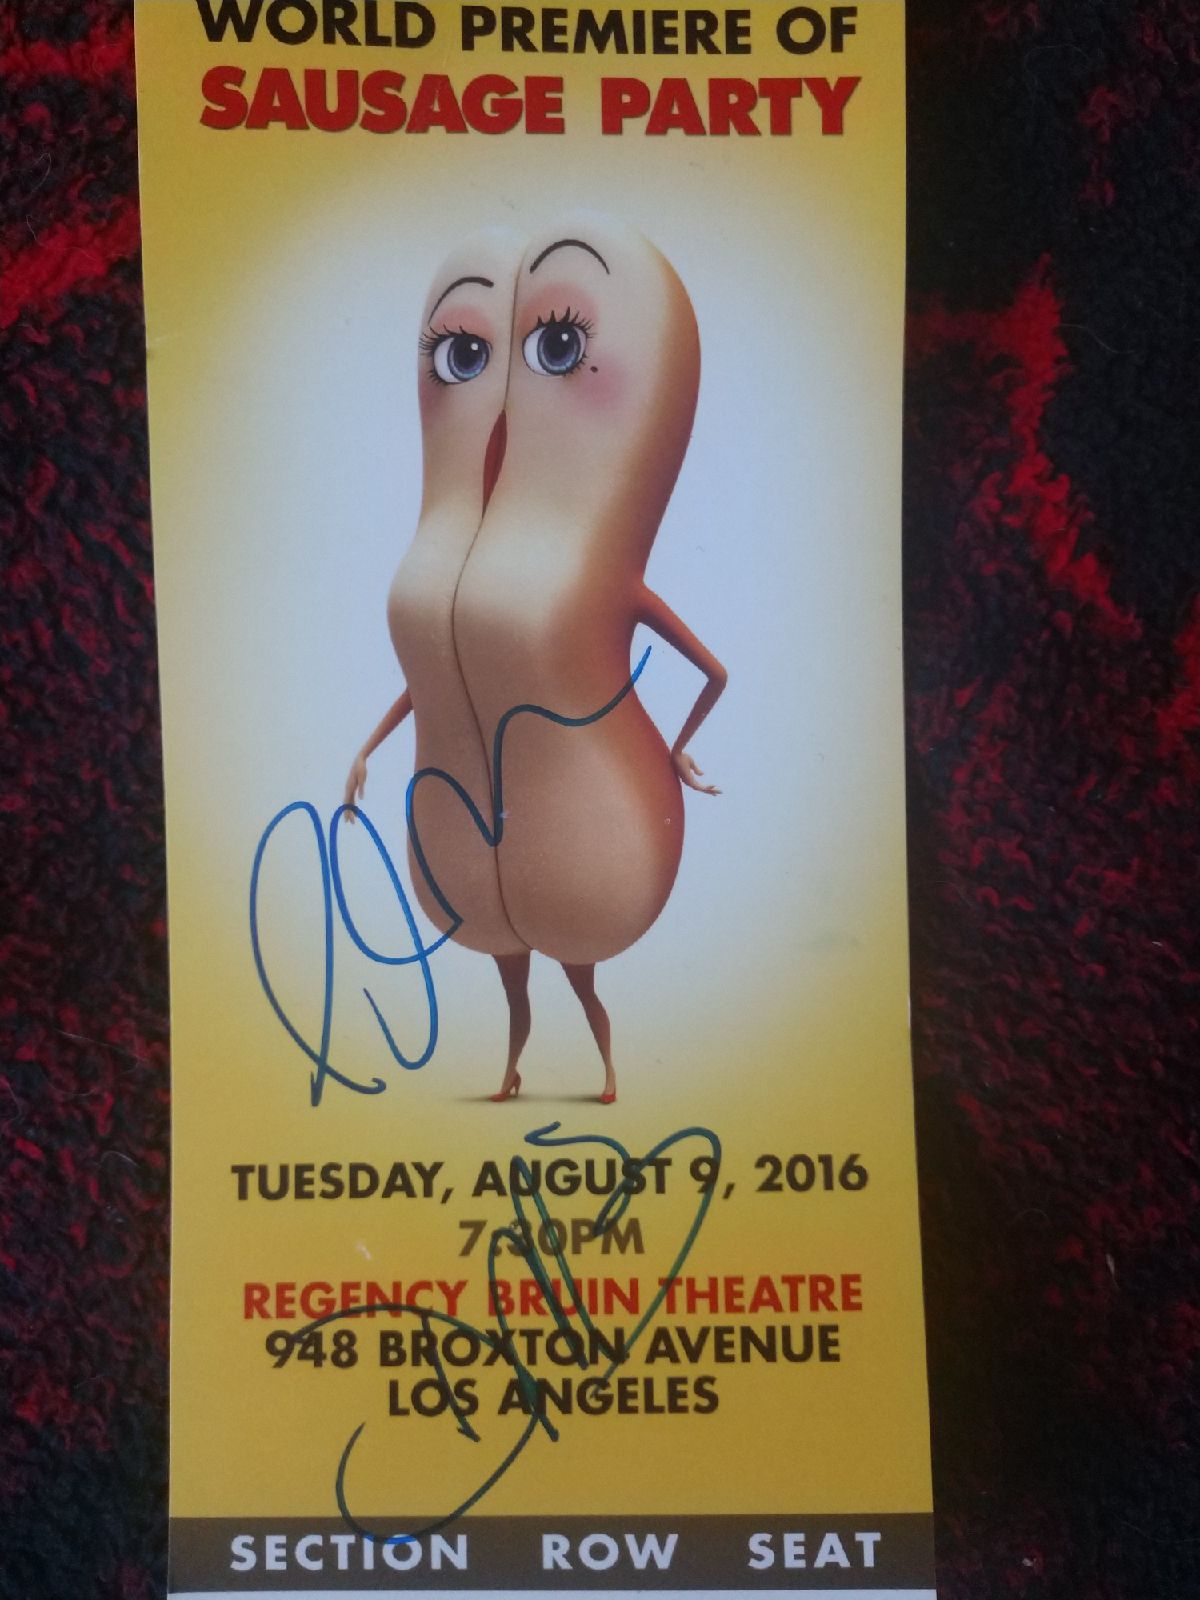 WORLD PREMIERE OF
SAUSAGE PARTY
TUESDAY, AUGUST 9, 2016
7:30PM
REGENCY BRUIN THEATRE
948 BROXTON AVENUE
LOS ANGELES
SECTION ROW SEAT